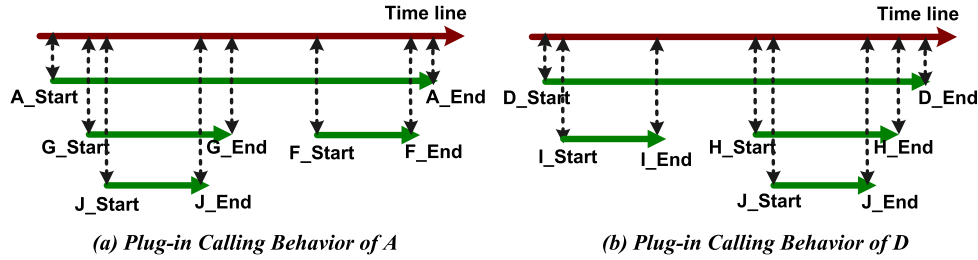 Time line
A_Start
A_End
G_Start
G_End
F_Start
F_End
J_Start
J_End
(a) Plug-in Calling Behavior of A
Time line
D_Start
D_End
I_Start
I_End
H_Start
H_End
J_Start
J_End
(b) Plug-in Calling Behavior of D